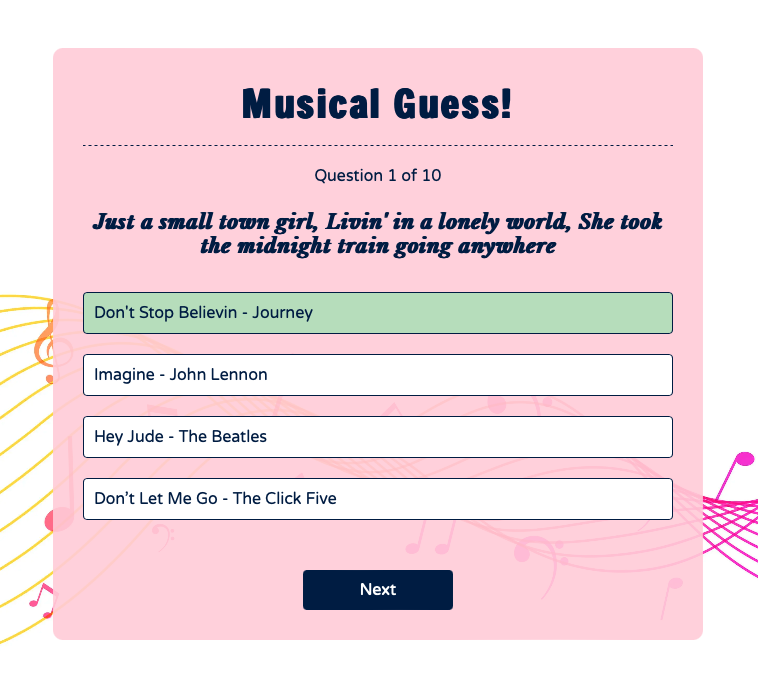 Musical Guess!
Question 1 of 10
Just a small town girl, Livin' in a lonely world, She took
the midnight train going anywhere
Don't Stop Believin - Journey
Imagine - John Lennon
Hey Jude - The Beatles
Don’t Let Me Go - The Click Five
Next